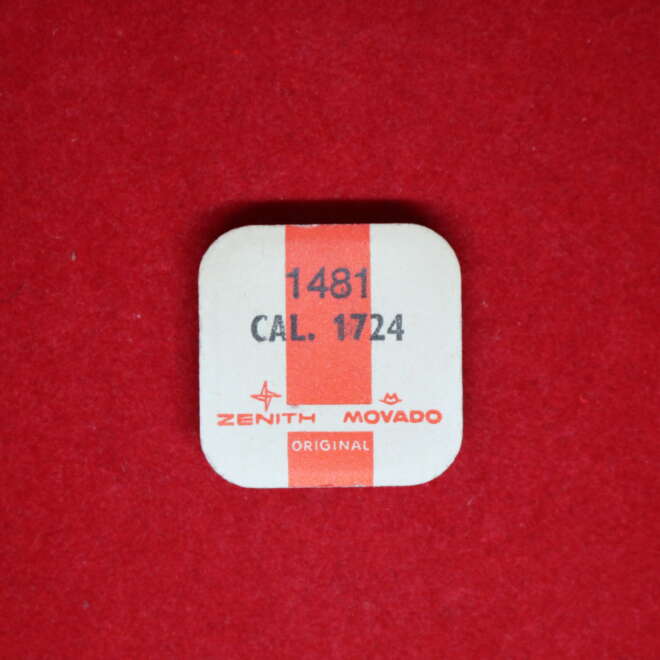 1481
CAL. 1724
ZENITH MOVADO
ORIGINAL